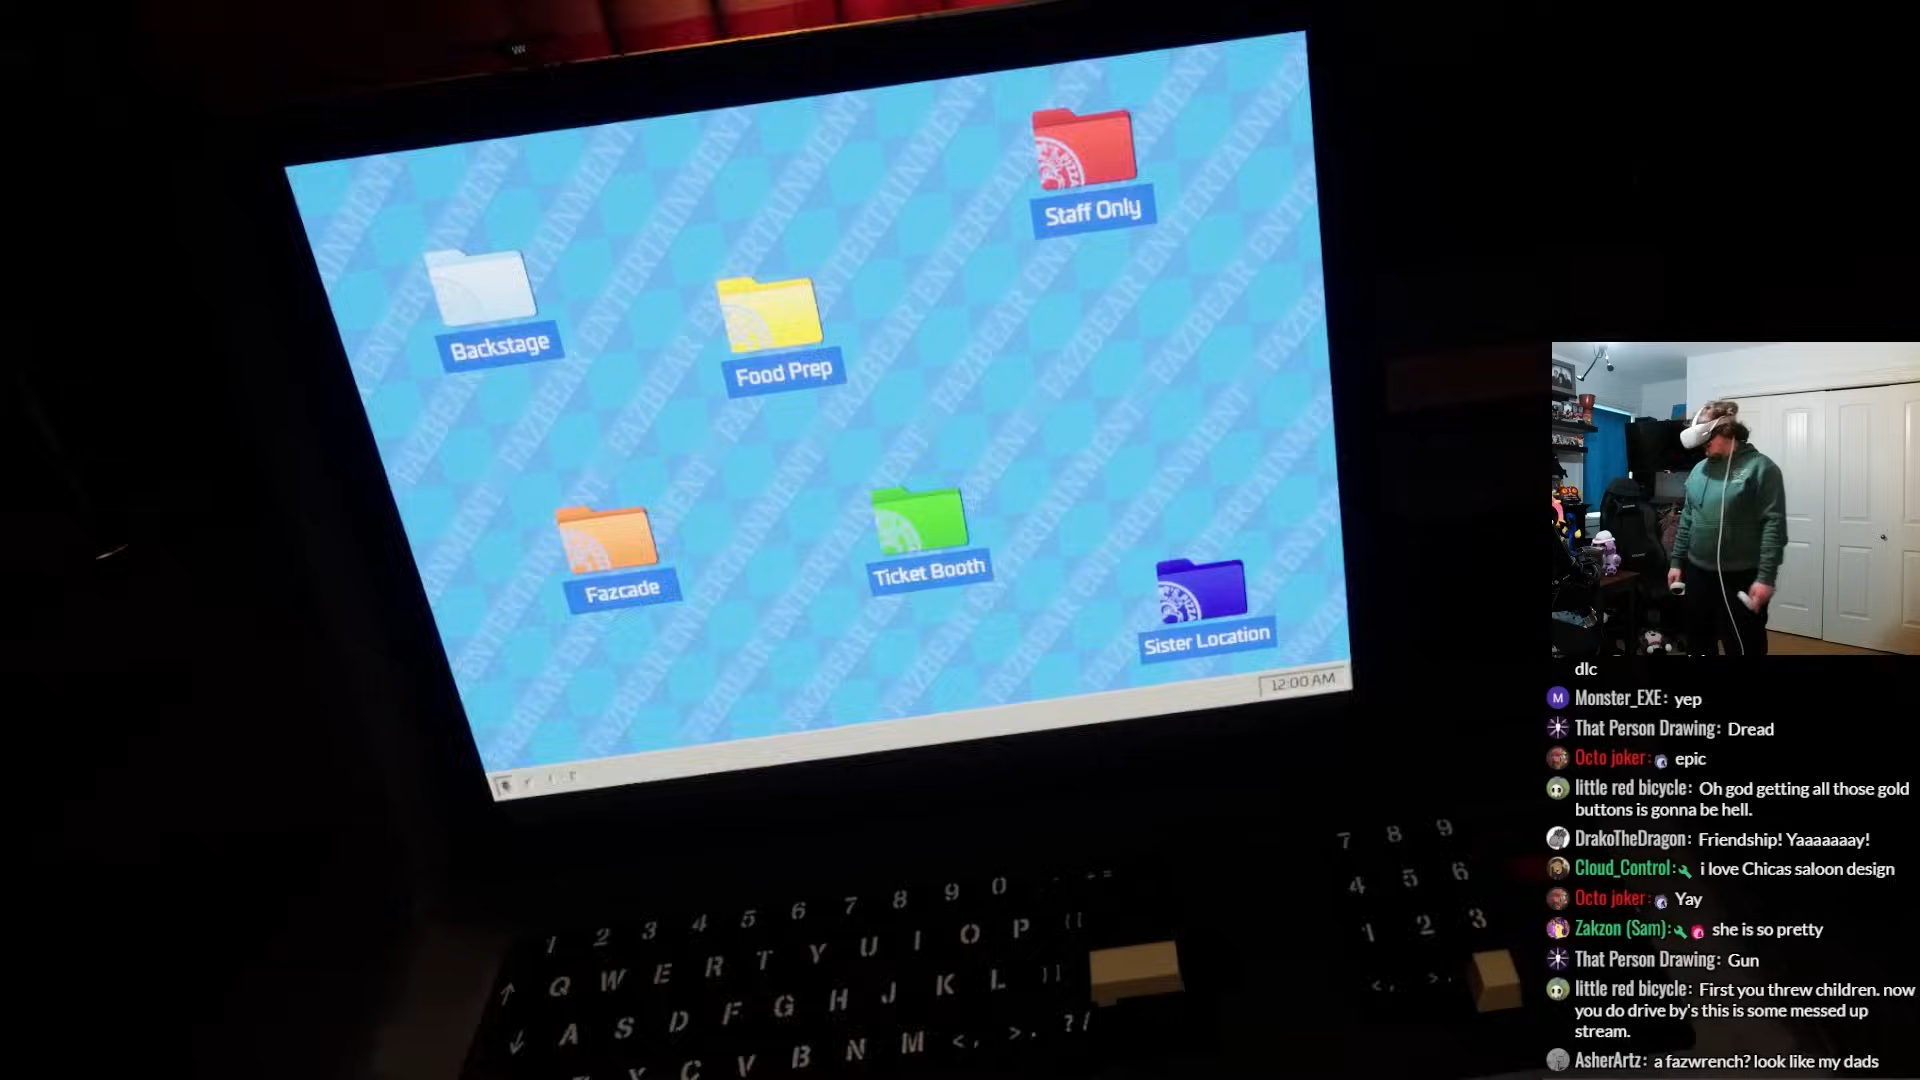 Staff Only
Backstage
Food Prep
Fazcade
Ticket Booth
Sister Location
12:00 AM
FAZBEAR ENTERTAINMENT
1 2 3 4 5 6 7 8 9 0
Q W E R T Y U I O P
A S D F G H J K L
C V B N M < , > . ? /
7 8 9
4 5 6
1 2 3
< , > .
dlc
Monster_EXE: yep
That Person Drawing: Dread
Octo joker: epic
little red bicycle: Oh god getting all those gold
buttons is gonna be hell.
DrakoTheDragon: Friendship! Yaaaaaaay!
Cloud_Control: i love Chicas saloon design
Octo joker: Yay
Zakzon (Sam): she is so pretty
That Person Drawing: Gun
little red bicycle: First you threw children. now
you do drive by's this is some messed up
stream.
AsherArtz: a fazwrench? look like my dads